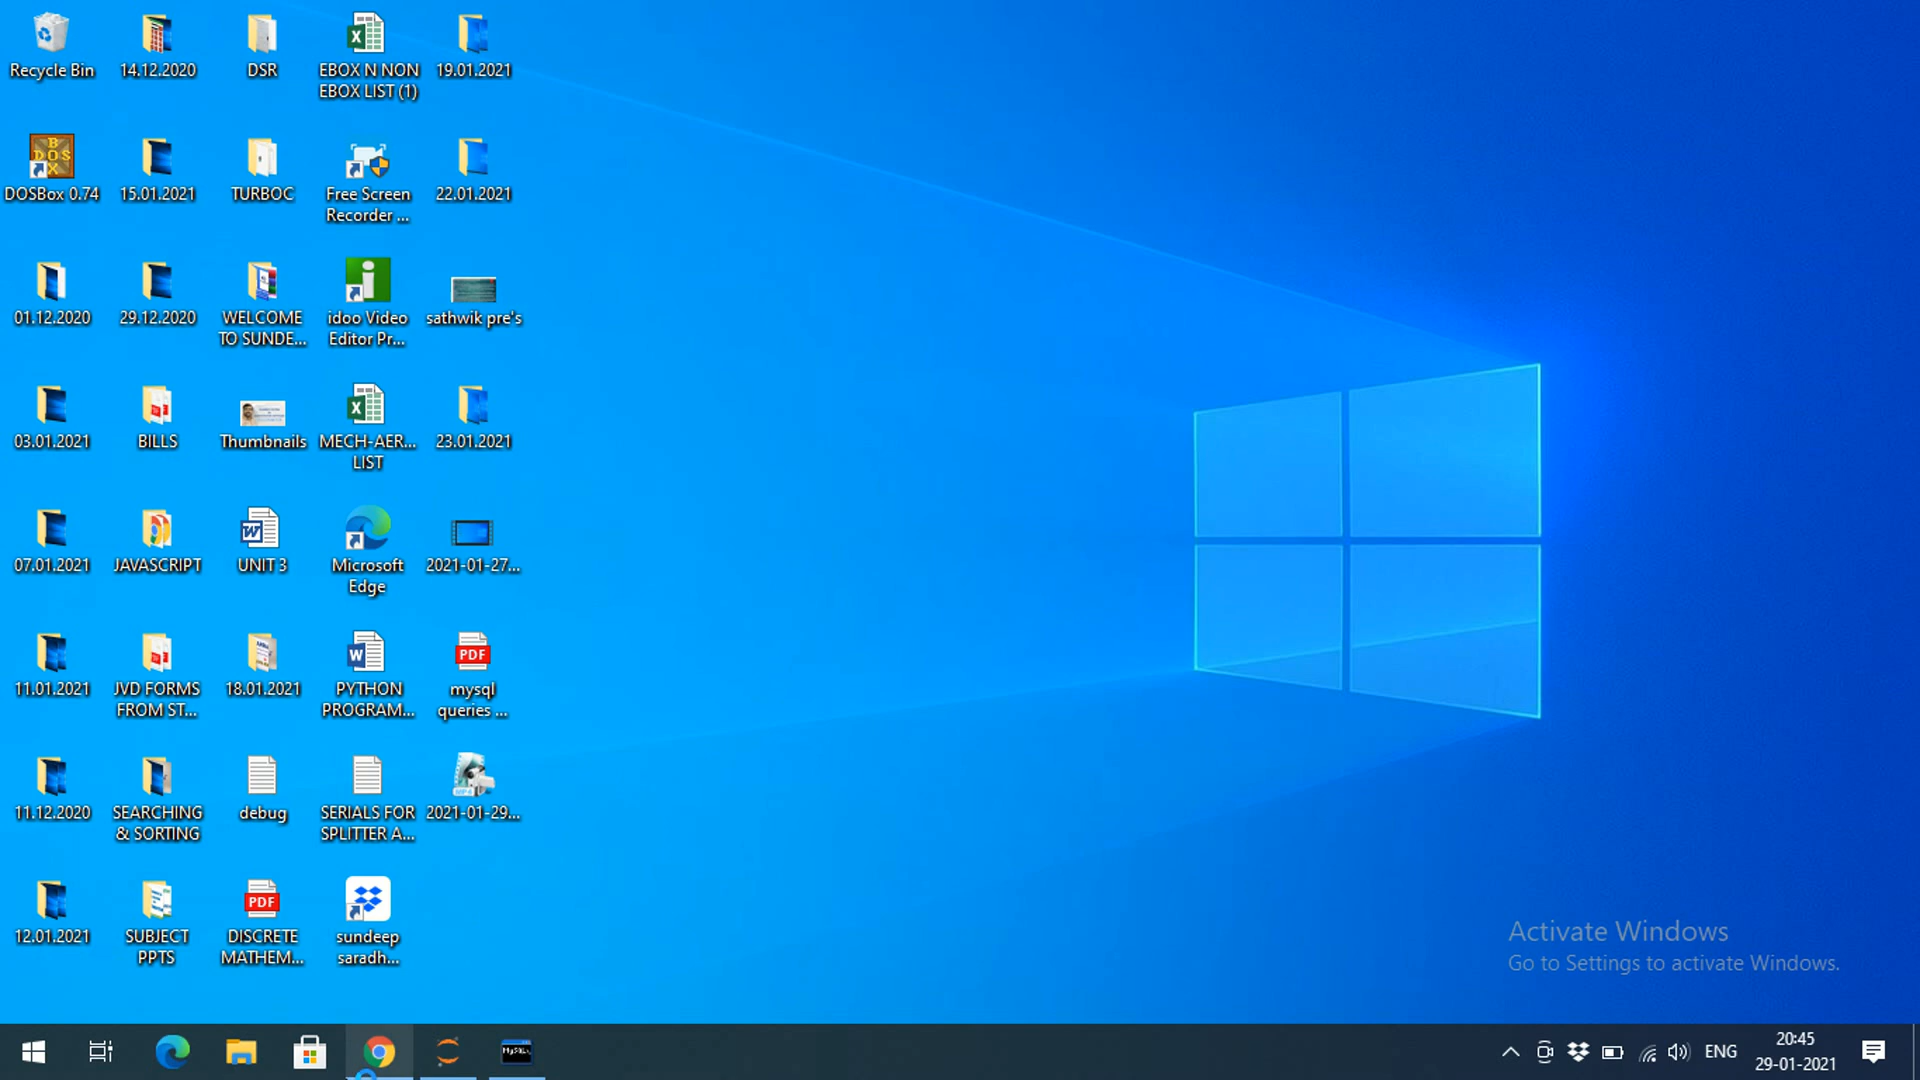 Recycle Bin
14.12.2020
DSR
EBOX N NON
EBOX LIST (1)
19.01.2021
DOSBox 0.74
15.01.2021
TURBOC
Free Screen
Recorder ...
22.01.2021
01.12.2020
29.12.2020
WELCOME
TO SUNDE...
idoo Video
Editor Pr...
sathwik pre's
03.01.2021
BILLS
Thumbnails
MECH-AER...
LIST
23.01.2021
07.01.2021
JAVASCRIPT
UNIT 3
Microsoft
Edge
2021-01-27...
11.01.2021
JVD FORMS
FROM ST...
18.01.2021
PYTHON
PROGRAM...
PDF
mysql
queries ...
11.12.2020
SEARCHING
& SORTING
debug
SERIALS FOR
SPLITTER A...
MP4
2021-01-29...
12.01.2021
SUBJECT
PPTS
PDF
DISCRETE
MATHEM...
sundeep
saradh...
Activate Windows
Go to Settings to activate Windows.
ENG
20:45
29-01-2021